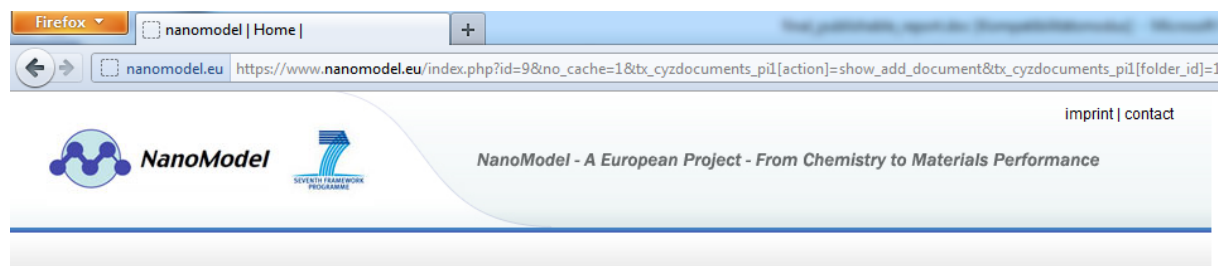 Firefox
nanomodel | Home |
+
nanomodel.eu https://www.nanomodel.eu/index.php?id=9&no_cache=1&tx_cyzdocuments_pi1[action]=show_add_document&tx_cyzdocuments_pi1[folder_id]=1
imprint | contact
NanoModel
SEVENTH FRAMEWORK
PROGRAMME
NanoModel - A European Project - From Chemistry to Materials Performance